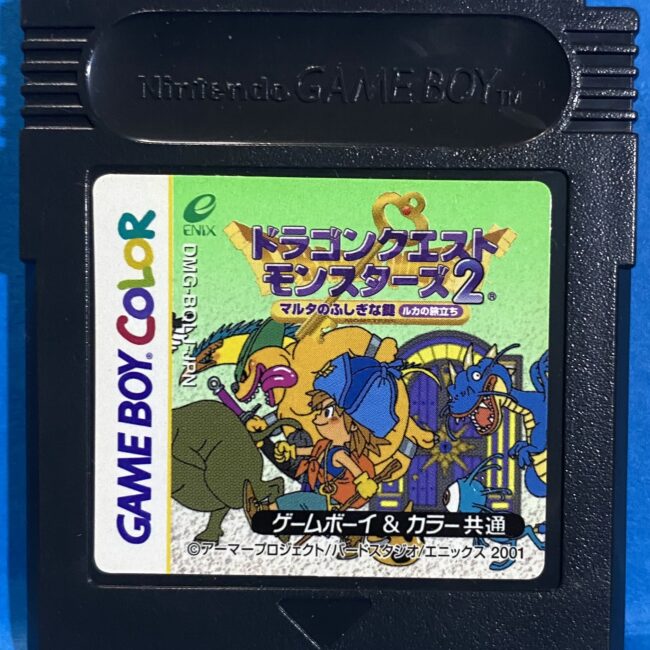 Nintendo GAME BOY TM
ENIX
ドラゴンクエスト
モンスターズ2®
マルタのふしぎな鍵 ルカの旅立ち
GAME BOY® COLOR
DMG-BQLJ-JPN
ゲームボーイ & カラー共通
©アーマープロジェクト/バードスタジオ/エニックス 2001